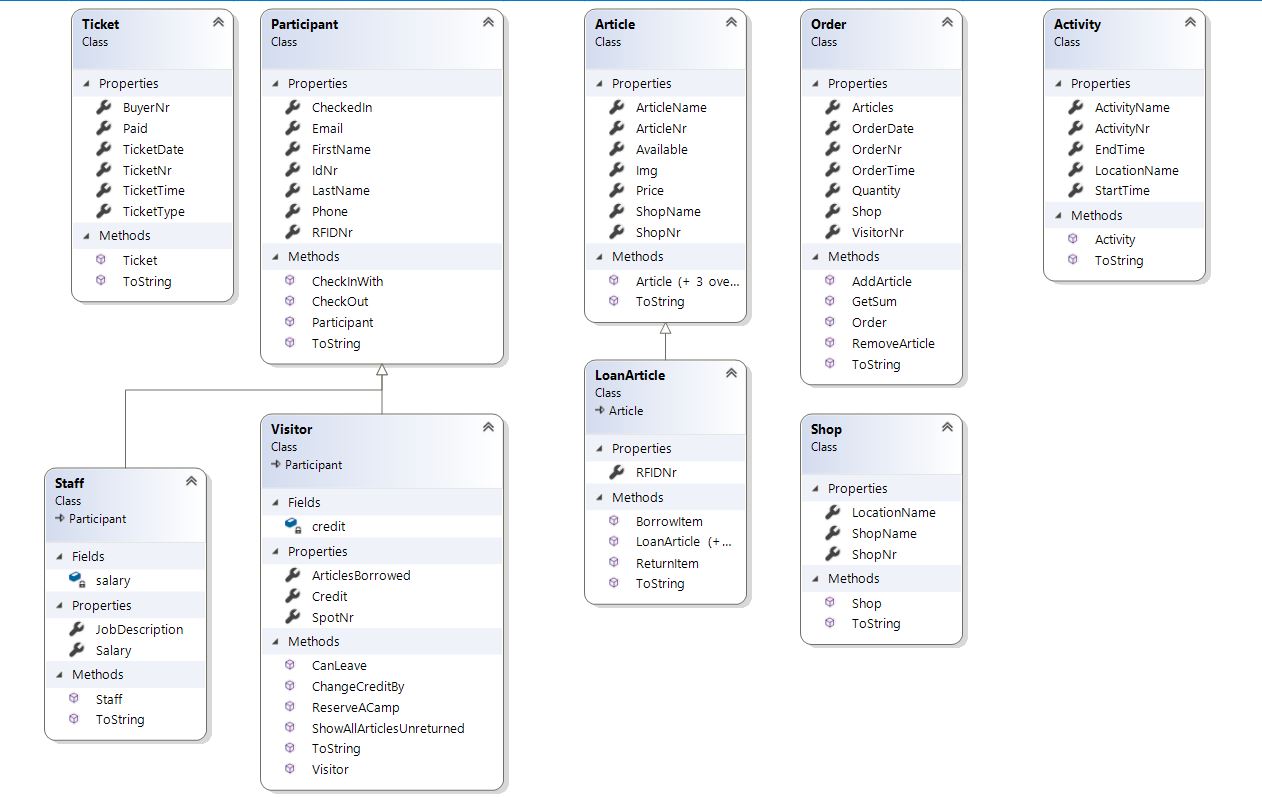 Ticket
Class
Properties
BuyerNr
Paid
TicketDate
TicketNr
TicketTime
TicketType
Methods
Ticket
ToString
Participant
Class
Properties
CheckedIn
Email
FirstName
IdNr
LastName
Phone
RFIDNr
Methods
CheckInWith
CheckOut
Participant
ToString
Article
Class
Properties
ArticleName
ArticleNr
Available
Img
Price
ShopName
ShopNr
Methods
Article (+ 3 ove...
ToString
Order
Class
Properties
Articles
OrderDate
OrderNr
OrderTime
Quantity
Shop
VisitorNr
Methods
AddArticle
GetSum
Order
RemoveArticle
ToString
Activity
Class
Properties
ActivityName
ActivityNr
EndTime
LocationName
StartTime
Methods
Activity
ToString
Staff
Class
Participant
Fields
salary
Properties
JobDescription
Salary
Methods
Staff
ToString
Visitor
Class
Participant
Fields
credit
Properties
ArticlesBorrowed
Credit
SpotNr
Methods
CanLeave
ChangeCreditBy
ReserveACamp
ShowAllArticlesUnreturned
ToString
Visitor
LoanArticle
Class
Article
Properties
RFIDNr
Methods
BorrowItem
LoanArticle (+...
ReturnItem
ToString
Shop
Class
Properties
LocationName
ShopName
ShopNr
Methods
Shop
ToString